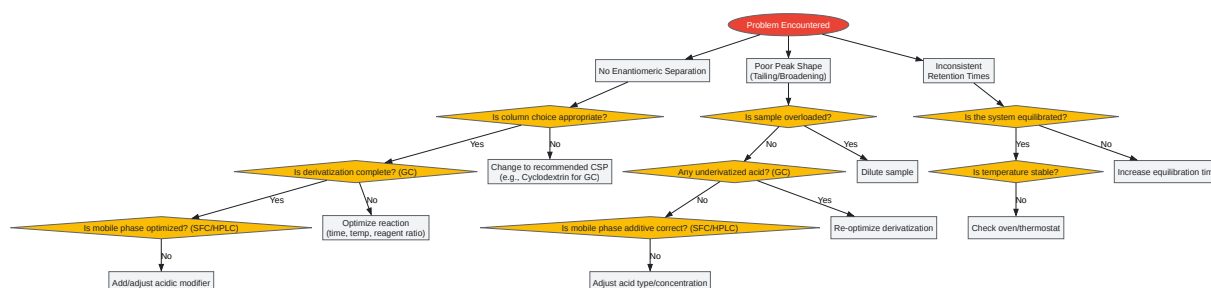 Problem Encountered
No Enantiomeric Separation
Poor Peak Shape
(Tailing/Broadening)
Inconsistent
Retention Times
Is column choice appropriate?
Is sample overloaded?
Is the system equilibrated?
Yes
No
No
Yes
Yes
No
Is derivatization complete? (GC)
Change to recommended CSP
(e.g., Cyclodextrin for GC)
Any underivatized acid? (GC)
Dilute sample
Is temperature stable?
Increase equilibration tim
Yes
No
No
Yes
No
Is mobile phase optimized? (SFC/HPLC)
Optimize reaction
(time, temp, reagent ratio)
Is mobile phase additive correct? (SFC/HPLC)
Re-optimize derivatization
Check oven/thermostat
No
No
Add/adjust acidic modifier
Adjust acid type/concentration